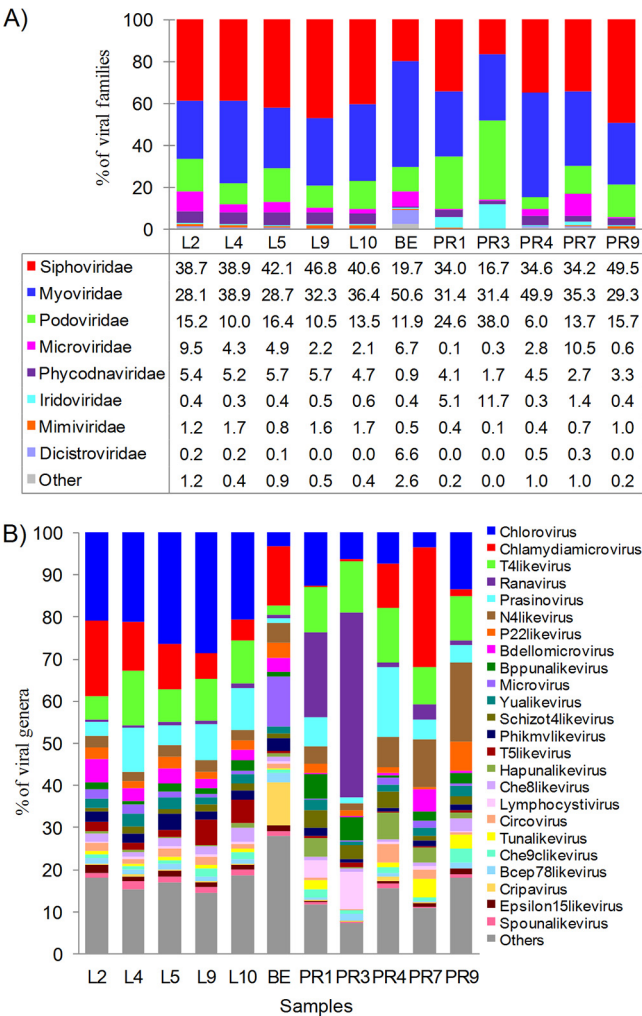 A)
% of viral families
100
80
60
40
20
0
L2 L4 L5 L9 L10 BE PR1 PR3 PR4 PR7 PR9
Siphoviridae 38.7 38.9 42.1 46.8 40.6 19.7 34.0 16.7 34.6 34.2 49.5
Myoviridae 28.1 38.9 28.7 32.3 36.4 50.6 31.4 31.4 49.9 35.3 29.3
Podoviridae 15.2 10.0 16.4 10.5 13.5 11.9 24.6 38.0 6.0 13.7 15.7
Microviridae 9.5 4.3 4.9 2.2 2.1 6.7 0.1 0.3 2.8 10.5 0.6
Phycodnaviridae 5.4 5.2 5.7 5.7 4.7 0.9 4.1 1.7 4.5 2.7 3.3
Iridoviridae 0.4 0.3 0.4 0.5 0.6 0.4 5.1 11.7 0.3 1.4 0.4
Mimiviridae 1.2 1.7 0.8 1.6 1.7 0.5 0.4 0.1 0.4 0.7 1.0
Dicistroviridae 0.2 0.2 0.1 0.0 0.0 6.6 0.0 0.0 0.5 0.3 0.0
Other 1.2 0.4 0.9 0.5 0.4 2.6 0.2 0.0 1.0 1.0 0.2
B)
% of viral genera
100
90
80
70
60
50
40
30
20
10
0
L2 L4 L5 L9 L10 BE PR1 PR3 PR4 PR7 PR9
Samples
Chlorovirus
Chlamydiamicrovirus
T4likevirus
Ranavirus
Prasinovirus
N4likevirus
P22likevirus
Bdellomicrovirus
Bppunalikevirus
Microvirus
Yualikevirus
Schizot4likevirus
Phikmvlikevirus
T5likevirus
Hapunalikevirus
Che8likevirus
Lymphocystivirus
Circovirus
Tunalikevirus
Che9clikevirus
Bcep78likevirus
Cripavirus
Epsilon15likevirus
Spounalikevirus
Others